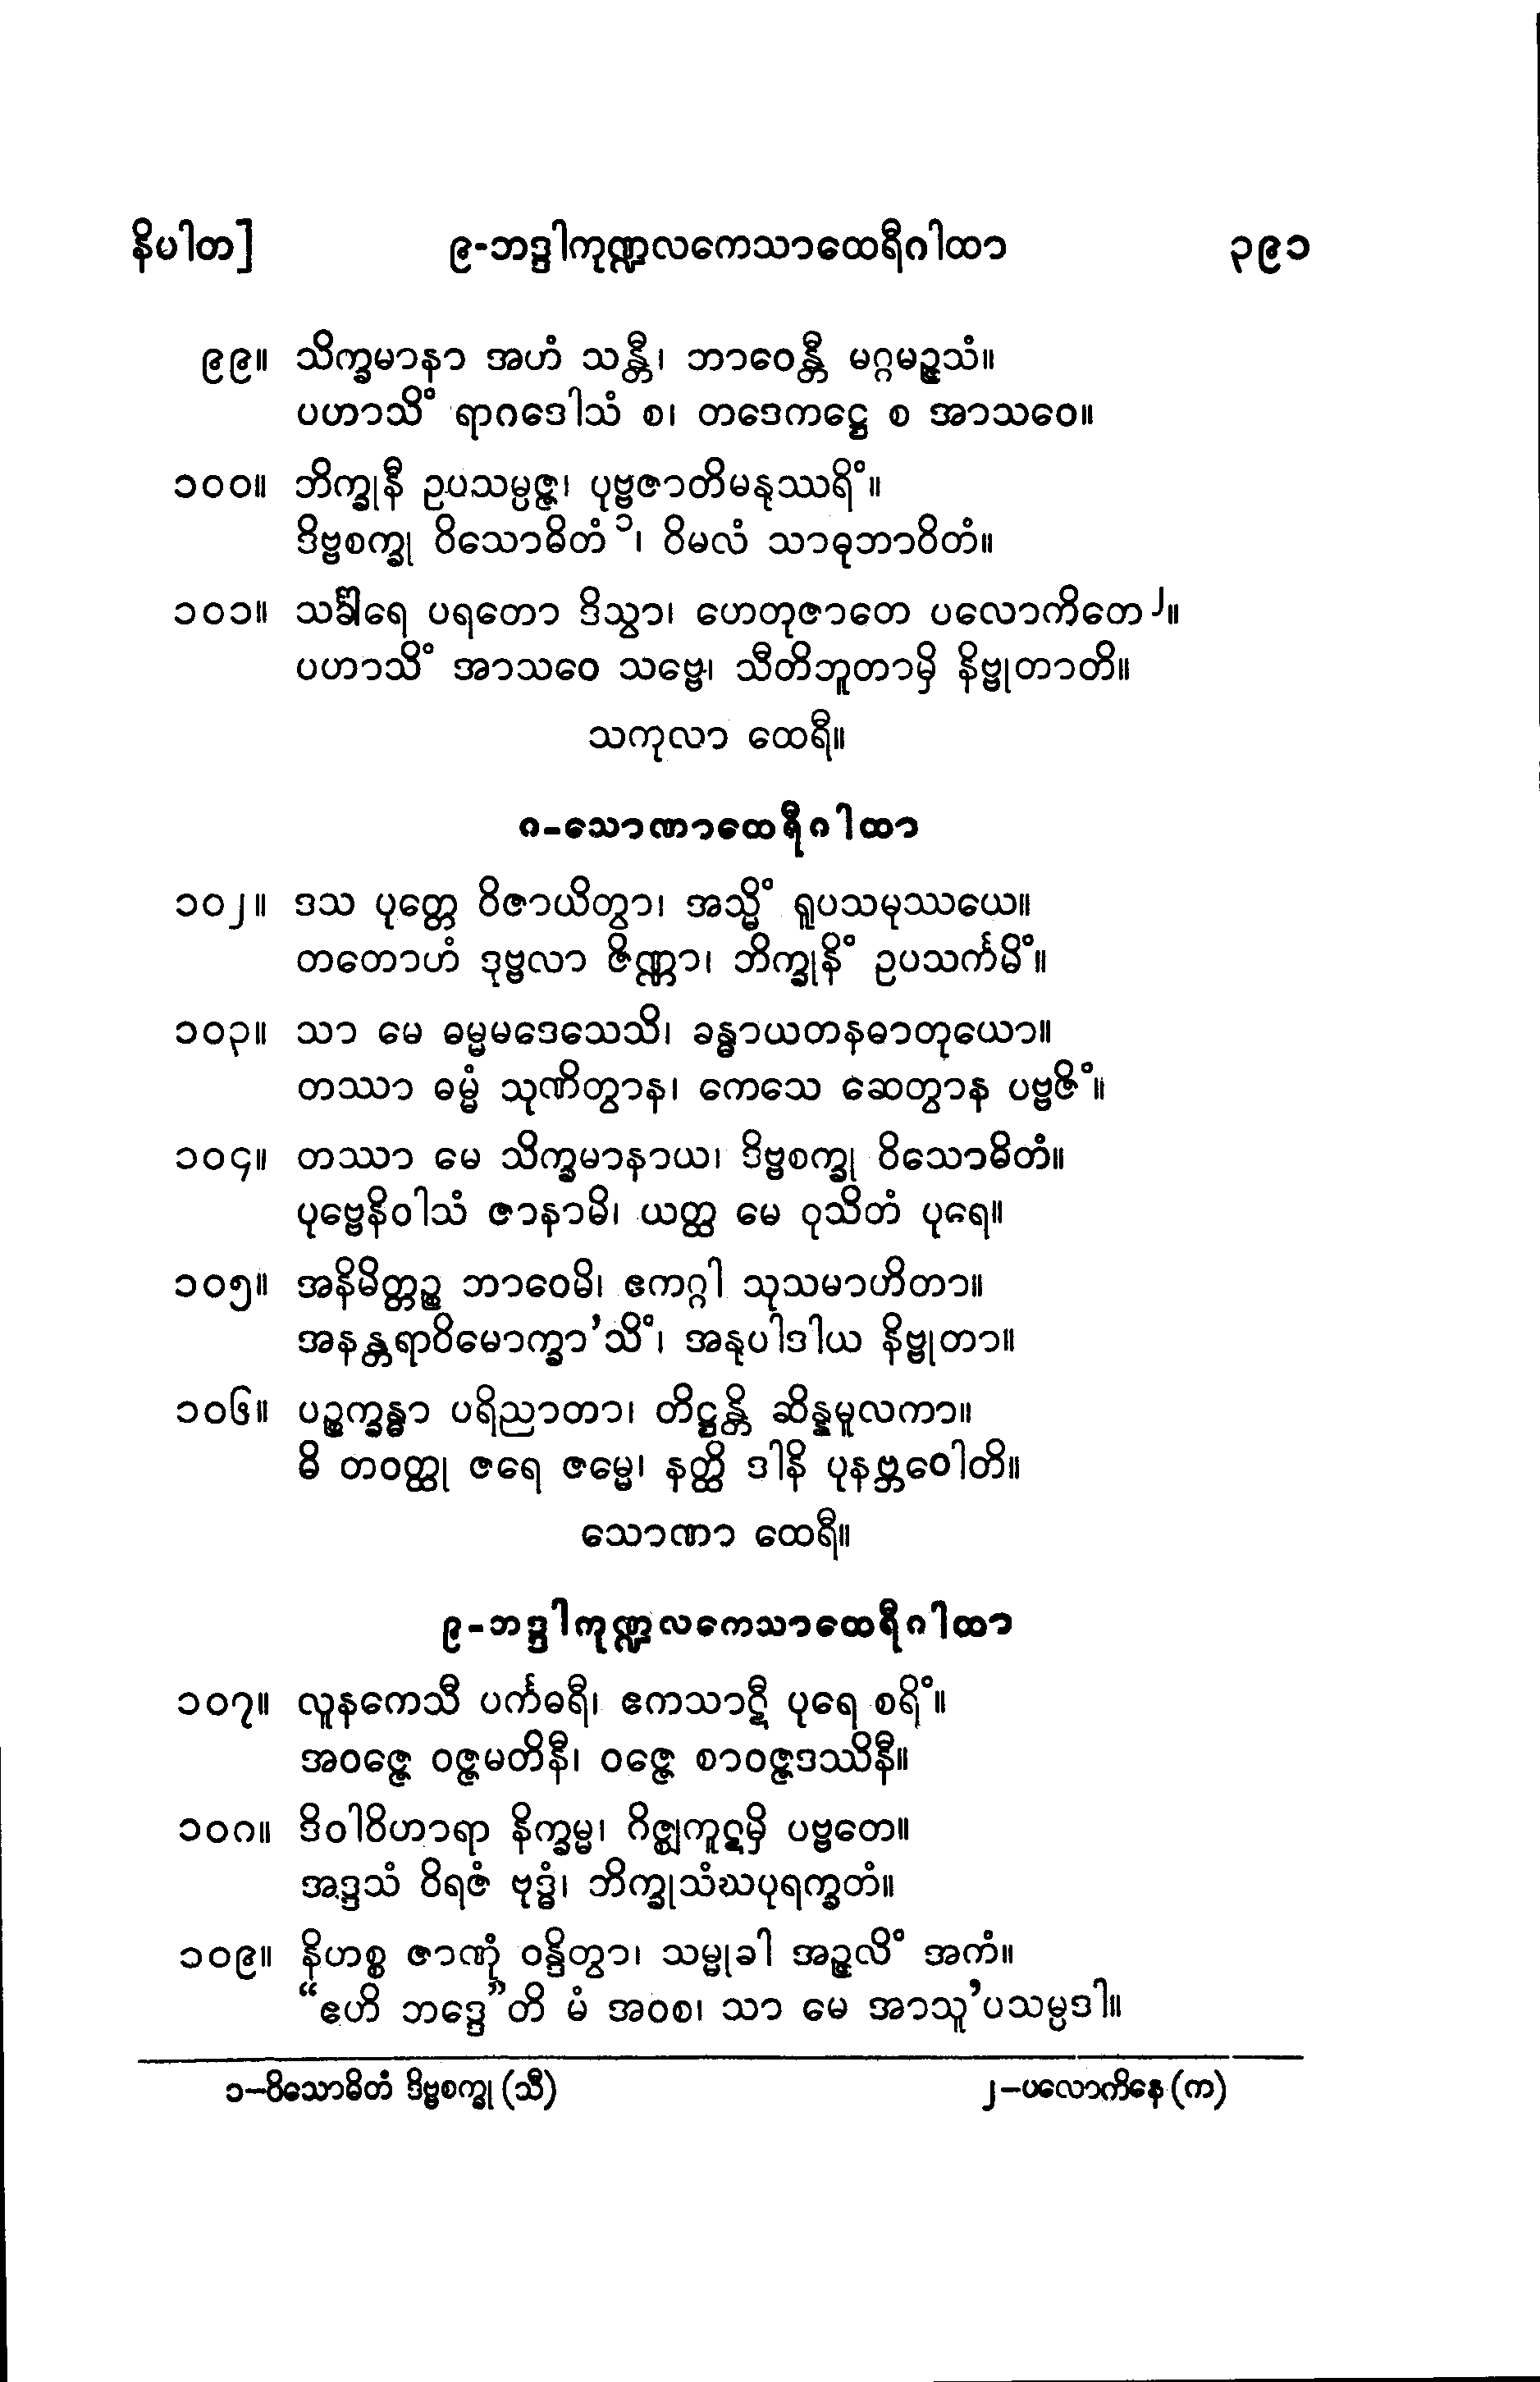 နိပါတ] ၉-ဘဒ္ဒါကုဏ္ဍလကေသာထေရီဂါထာ ၃၉၁
၉၉။ သိက္ခမာနာ အဟံ သန္တီ၊ ဘာဝေန္တီ မဂ္ဂမဉ္ဇသံ။
ပဟာသိံ ရာဂဒေါသံ စ၊ တဒေကဋ္ဌေ စ အာသဝေ။
၁၀၀။ ဘိက္ခုနီ ဥပသမ္ပဇ္ဇ၊ ပုဗ္ဗဇာတိမနုဿရိံ။
ဒိဗ္ဗစက္ခု ဝိသောဓိတံ ၁၊ ဝိမလံ သာဓုဘာဝိတံ။
၁၀၁။ သင်္ခါရေ ပရတော ဒိသွာ၊ ဟေတုဇာတေ ပလောကိတေ ၂။
ပဟာသိံ အာသဝေ သဗ္ဗေ၊ သီတိဘူတာမှိ နိဗ္ဗုတာတိ။
သကုလာ ထေရီ။
၈-သောဏာထေရီဂါထာ
၁၀၂။ ဒသ ပုတ္တေ ဝိဇာယိတွာ၊ အသ္မိံ ရူပသမုဿယေ။
တတောဟံ ဒုဗ္ဗလာ ဇိဏ္ဏာ၊ ဘိက္ခုနိံ ဥပသင်္ကမိံ။
၁၀၃။ သာ မေ ဓမ္မမဒေသေသိ၊ ခန္ဓာယတနဓာတုယော။
တဿာ ဓမ္မံ သုဏိတွာန၊ ကေသေ ဆေတွာန ပဗ္ဗဇိံ။
၁၀၄။ တဿာ မေ သိက္ခမာနာယ၊ ဒိဗ္ဗစက္ခု ဝိသောဓိတံ။
ပုဗ္ဗေနိဝါသံ ဇာနာမိ၊ ယတ္ထ မေ ဝုသိတံ ပုရေ။
၁၀၅။ အနိမိတ္တဉ္စ ဘာဝေမိ၊ ဧကဂ္ဂါ သုသမာဟိတာ။
အနန္တရာဝိမောက္ခာ’သိံ၊ အနုပါဒါယ နိဗ္ဗုတာ။
၁၀၆။ ပဉ္စက္ခန္ဓာ ပရိညာတာ၊ တိဋ္ဌန္တိ ဆိန္နမူလကာ။
ဓိ တဝတ္ထု ဇရေ ဇမ္မေ၊ နတ္ထိ ဒါနိ ပုနဗ္ဘဝေါတိ။
သောဏာ ထေရီ။
၉-ဘဒ္ဒါကုဏ္ဍလကေသာထေရီဂါထာ
၁၀၇။ လူနကေသီ ပင်္ကဓရီ၊ ဧကသာဋီ ပုရေ စရိံ။
အဝဇ္ဇေ ဝဇ္ဇမတိနီ၊ ဝဇ္ဇေ စာဝဇ္ဇဒဿိနီ။
၁၀၈။ ဒိဝါဝိဟာရာ နိက္ခမ္မ၊ ဂိဇ္ဈကူဋမှိ ပဗ္ဗတေ။
အဒ္ဒသံ ဝိရဇံ ဗုဒ္ဓံ၊ ဘိက္ခုသံဃပုရက္ခတံ။
၁၀၉။ နိဟစ္စ ဇာဏုံ ဝန္ဒိတွာ၊ သမ္မုခါ အဉ္ဇလိံ အကံ။
“ဧဟိ ဘဒ္ဒေ”တိ မံ အဝစ၊ သာ မေ အာသူ’ပသမ္ပဒါ။
၁–ဝိသောဓိတံ ဒိဗ္ဗစက္ခု (သီ) ၂–ပလောကိနေ (က)